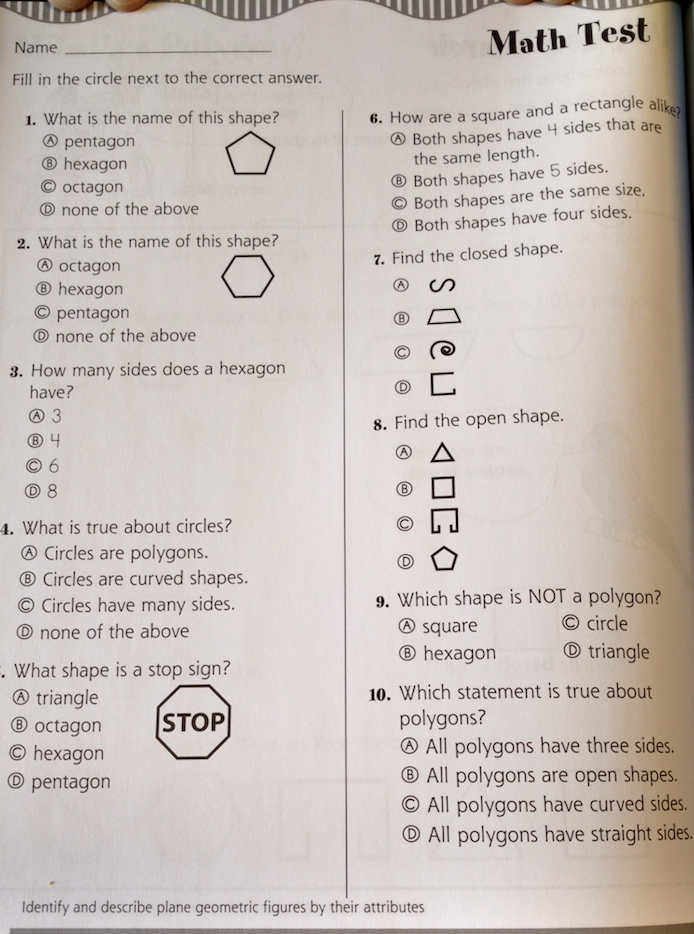 Math Test
Name
Fill in the circle next to the correct answer.
1. What is the name of this shape?
Ⓐ pentagon
Ⓑ hexagon
Ⓒ octagon
Ⓓ none of the above
2. What is the name of this shape?
Ⓐ octagon
Ⓑ hexagon
Ⓒ pentagon
Ⓓ none of the above
3. How many sides does a hexagon
have?
Ⓐ 3
Ⓑ 4
Ⓒ 6
Ⓓ 8
4. What is true about circles?
Ⓐ Circles are polygons.
Ⓑ Circles are curved shapes.
Ⓒ Circles have many sides.
Ⓓ none of the above
. What shape is a stop sign?
Ⓐ triangle
Ⓑ octagon
Ⓒ hexagon
Ⓓ pentagon
STOP
6. How are a square and a rectangle alike?
Ⓐ Both shapes have 4 sides that are
the same length.
Ⓑ Both shapes have 5 sides.
Ⓒ Both shapes are the same size.
Ⓓ Both shapes have four sides.
7. Find the closed shape.
Ⓐ
Ⓑ
Ⓒ
Ⓓ
8. Find the open shape.
Ⓐ
Ⓑ
Ⓒ
Ⓓ
9. Which shape is NOT a polygon?
Ⓐ square Ⓒ circle
Ⓑ hexagon Ⓓ triangle
10. Which statement is true about
polygons?
Ⓐ All polygons have three sides.
Ⓑ All polygons are open shapes.
Ⓒ All polygons have curved sides.
Ⓓ All polygons have straight sides.
Identify and describe plane geometric figures by their attributes